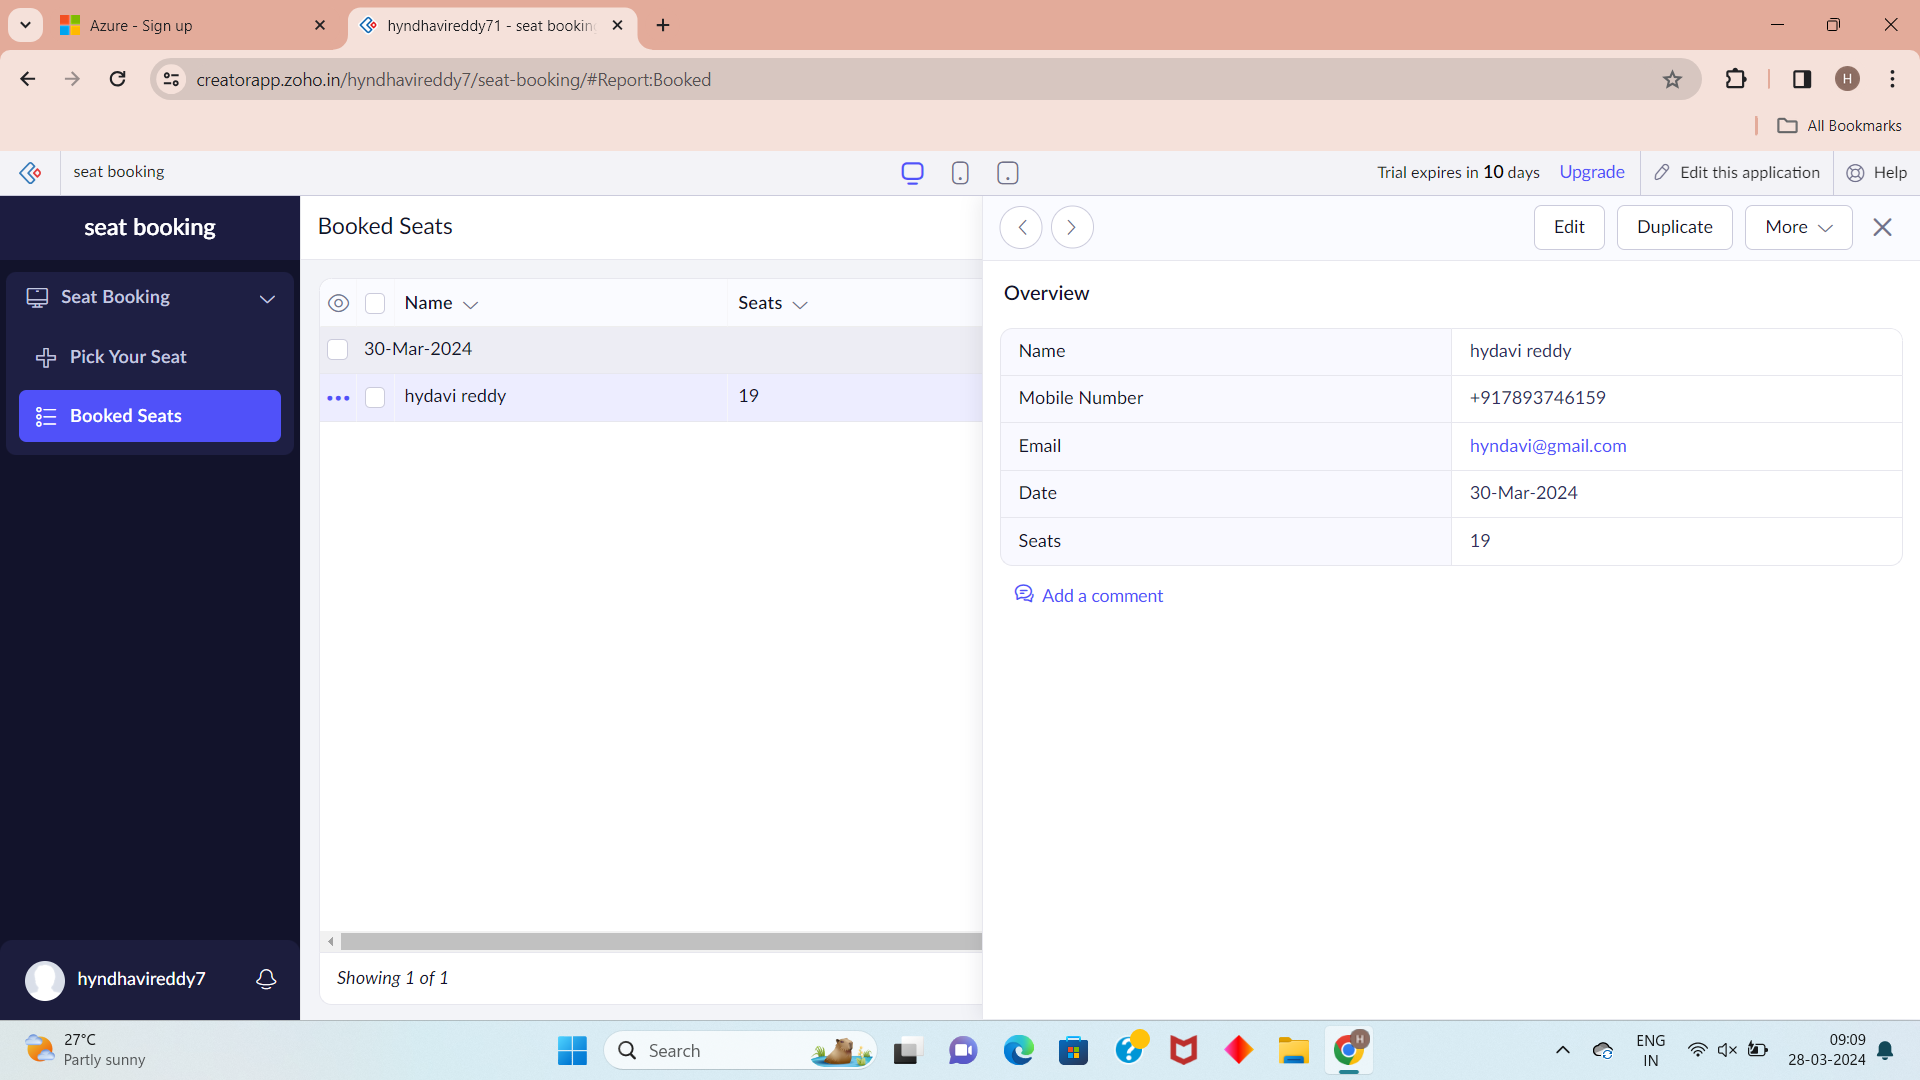 Azure - Sign up
hyndhavireddy71 - seat booking
creatorapp.zoho.in/hyndhavireddy7/seat-booking/#Report:Booked
H
All Bookmarks
seat booking
Trial expires in 10 days
Upgrade
Edit this application
Help
seat booking
Seat Booking
Pick Your Seat
Booked Seats
hyndhavireddy7
Booked Seats
Name
Seats
30-Mar-2024
hydavi reddy
19
Showing 1 of 1
Edit
Duplicate
More
Overview
Name
hydavi reddy
Mobile Number
+917893746159
Email
hyndavi@gmail.com
Date
30-Mar-2024
Seats
19
Add a comment
27°C
Partly sunny
Search
H
ENG
IN
09:09
28-03-2024